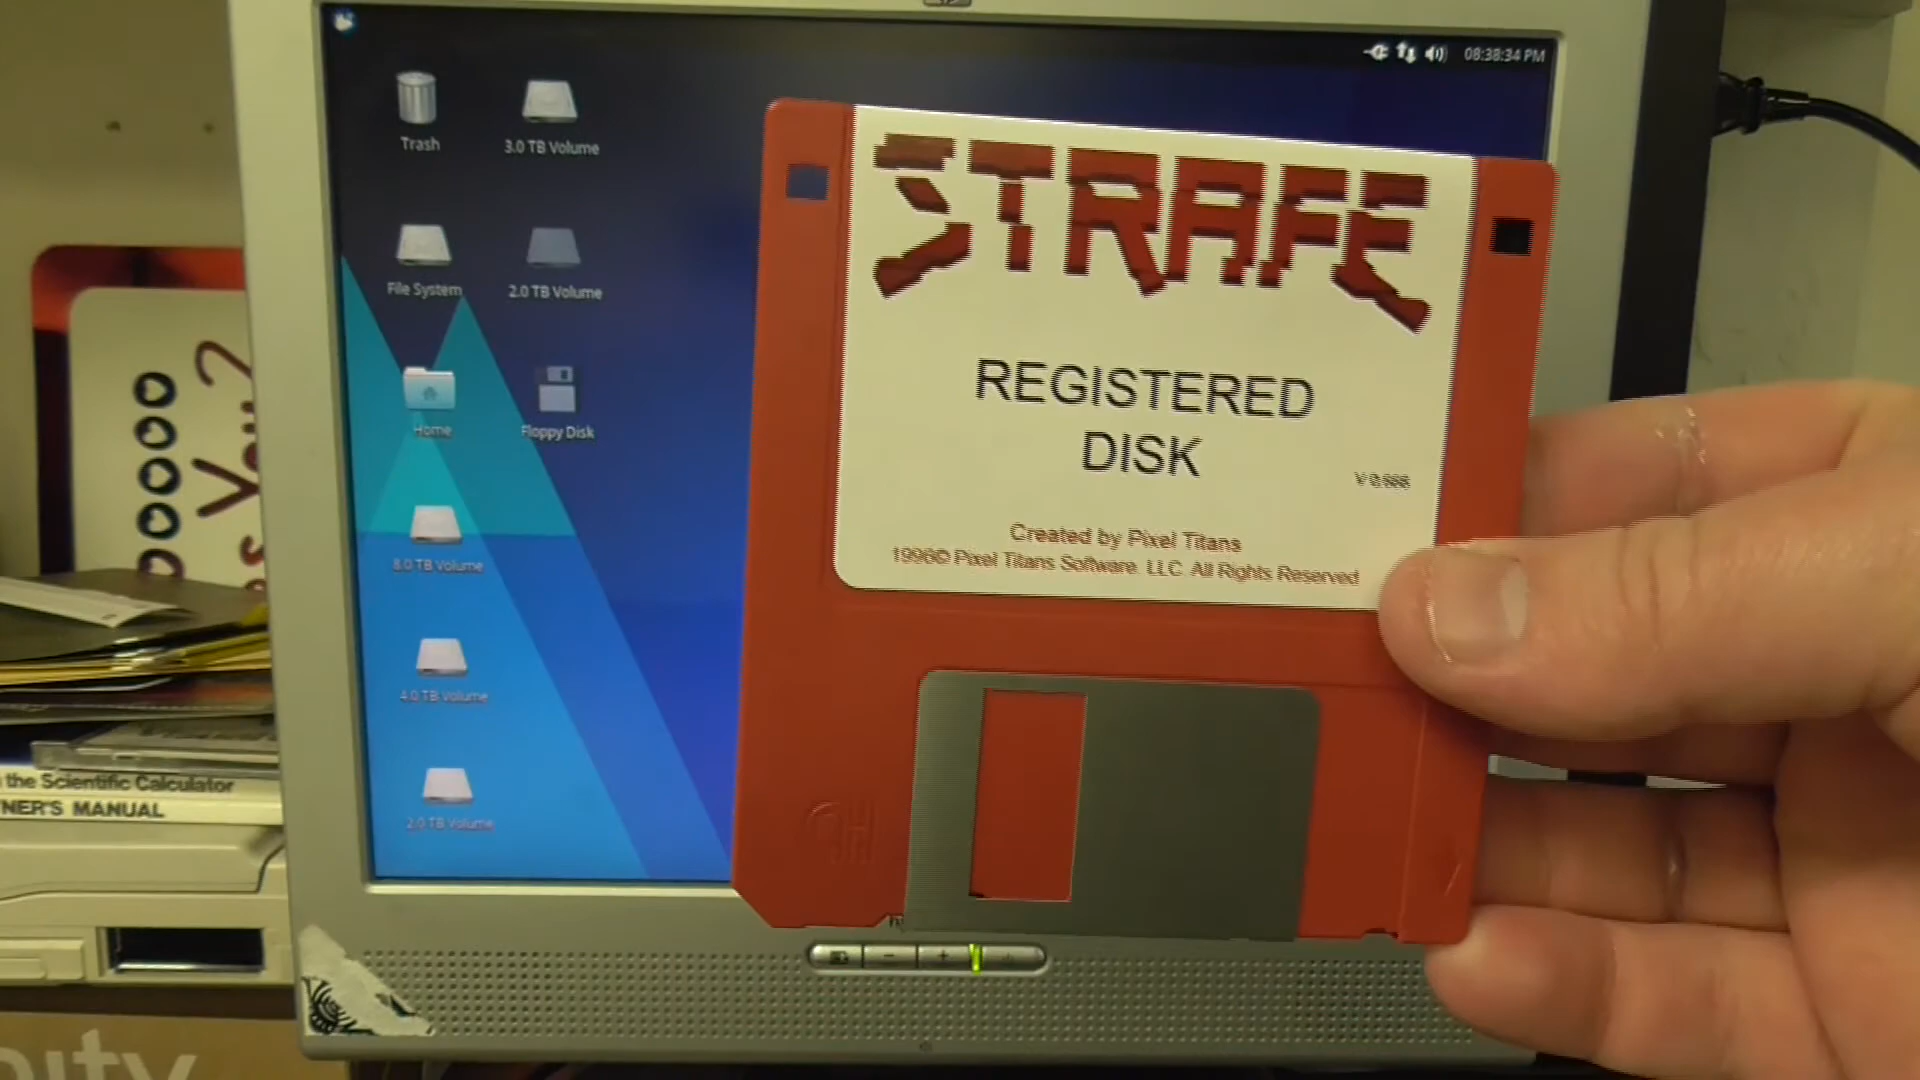 08:38:34 PM
Trash
3.0 TB Volume
File System
2.0 TB Volume
Home
Floppy Disk
8.0 TB Volume
4.0 TB Volume
2.0 TB Volume
STRAFE
REGISTERED
DISK
Created by Pixel Titans
1996© Pixel Titans Software, LLC. All Rights Reserved
You?
the Scientific Calculator
NER'S MANUAL